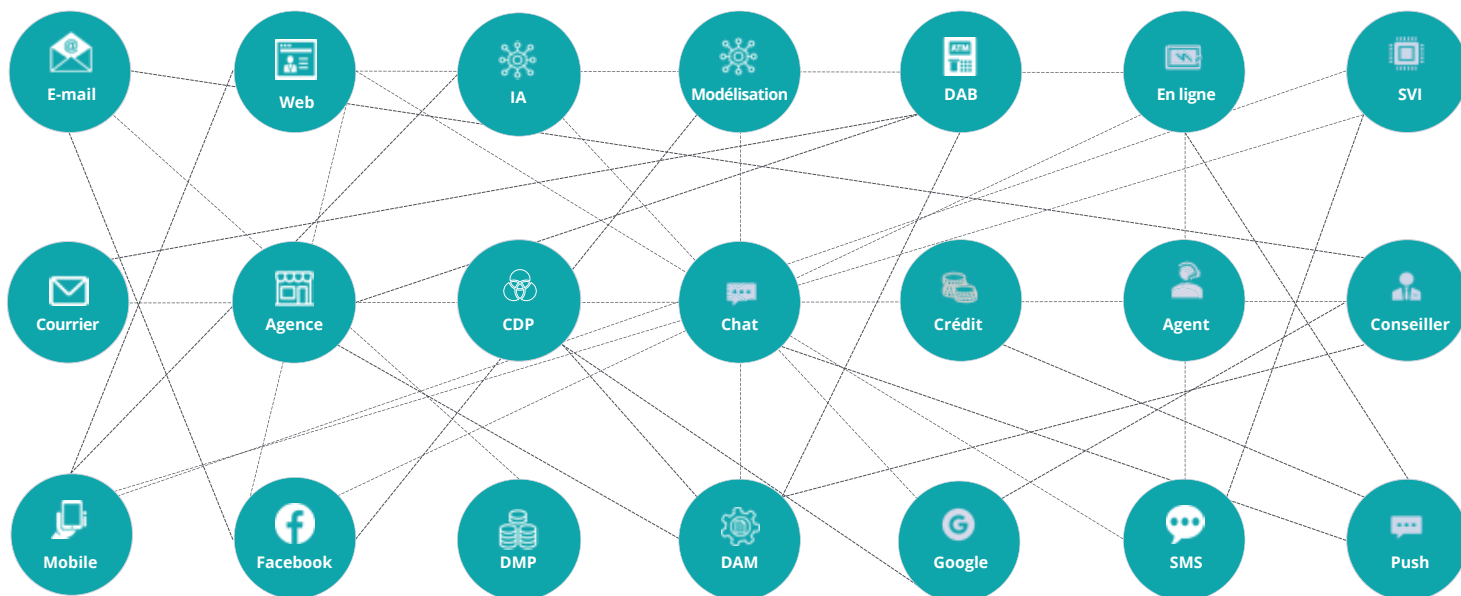 E-mail
Web
IA
Modélisation
ATM
DAB
En ligne
SVI
Courrier
Agence
CDP
Chat
Crédit
Agent
Conseiller
Mobile
Facebook
DMP
DAM
Google
SMS
Push